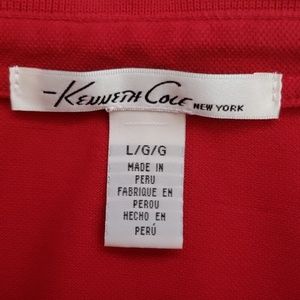 -KENNETH COLE NEW YORK
L/G/G
MADE IN
PERU
FABRIQUE EN
PEROU
HECHO EN
PERÚ